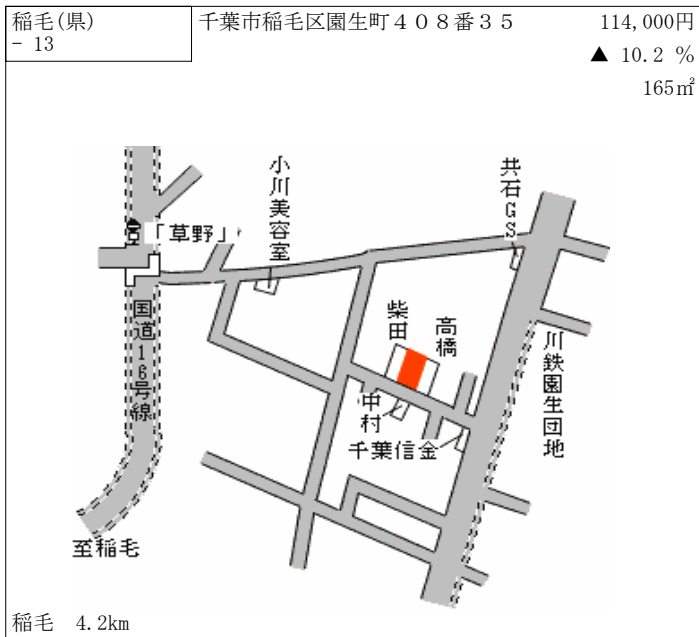 稲毛(県)
- 13
千葉市稲毛区園生町４０８番３５
114,000円
▲ 10.2 %
165㎡
小川美容室
共石GS
「草野」
国道16号線
柴田
高橋
川鉄園生団地
中村
千葉信金
至稲毛
稲毛 4.2km